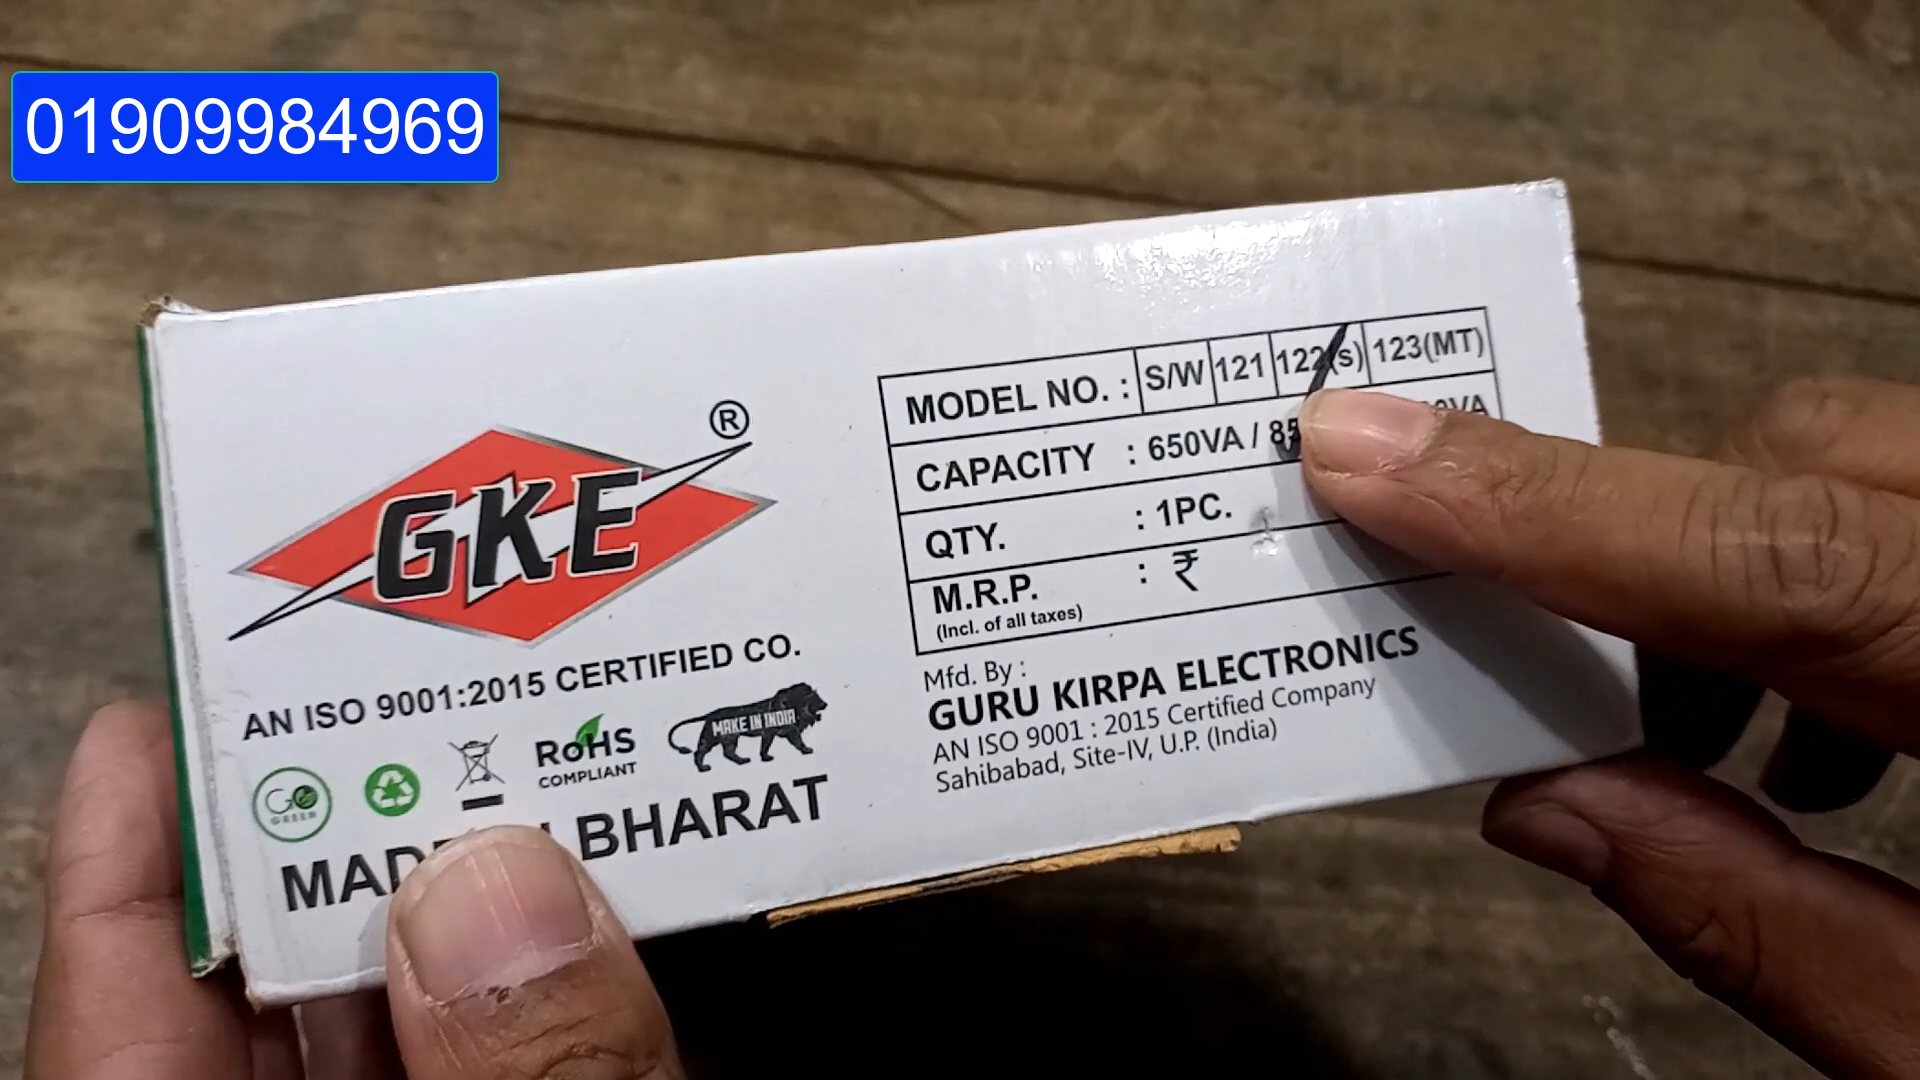 01909984969
GKE ®
AN ISO 9001:2015 CERTIFIED CO.
GO GREEN
RoHS
COMPLIANT
MAKE IN INDIA
BHARAT
MODEL NO. : S/W 121 122(s) 123(MT)
CAPACITY : 650VA /
QTY. : 1PC.
M.R.P. : ₹
(Incl. of all taxes)
Mfd. By :
GURU KIRPA ELECTRONICS
AN ISO 9001 : 2015 Certified Company
Sahibabad, Site-IV, U.P. (India)